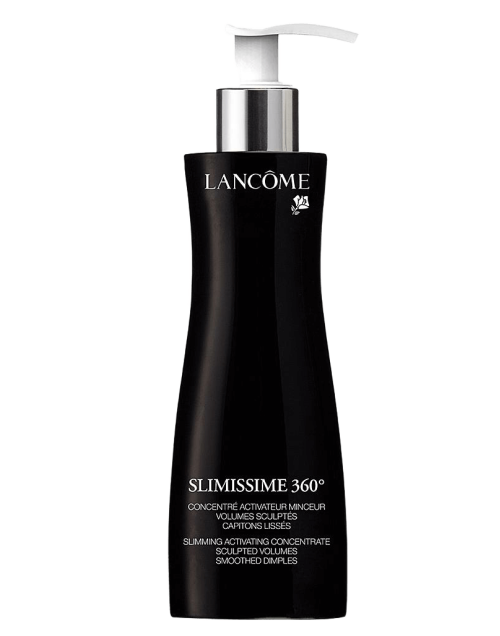 LANCÔME
SLIMISSIME 360°
CONCENTRÉ ACTIVATEUR MINCEUR
VOLUMES SCULPTÉS
CAPITONS LISSÉS
SLIMMING ACTIVATING CONCENTRATE
SCULPTED VOLUMES
SMOOTHED DIMPLES